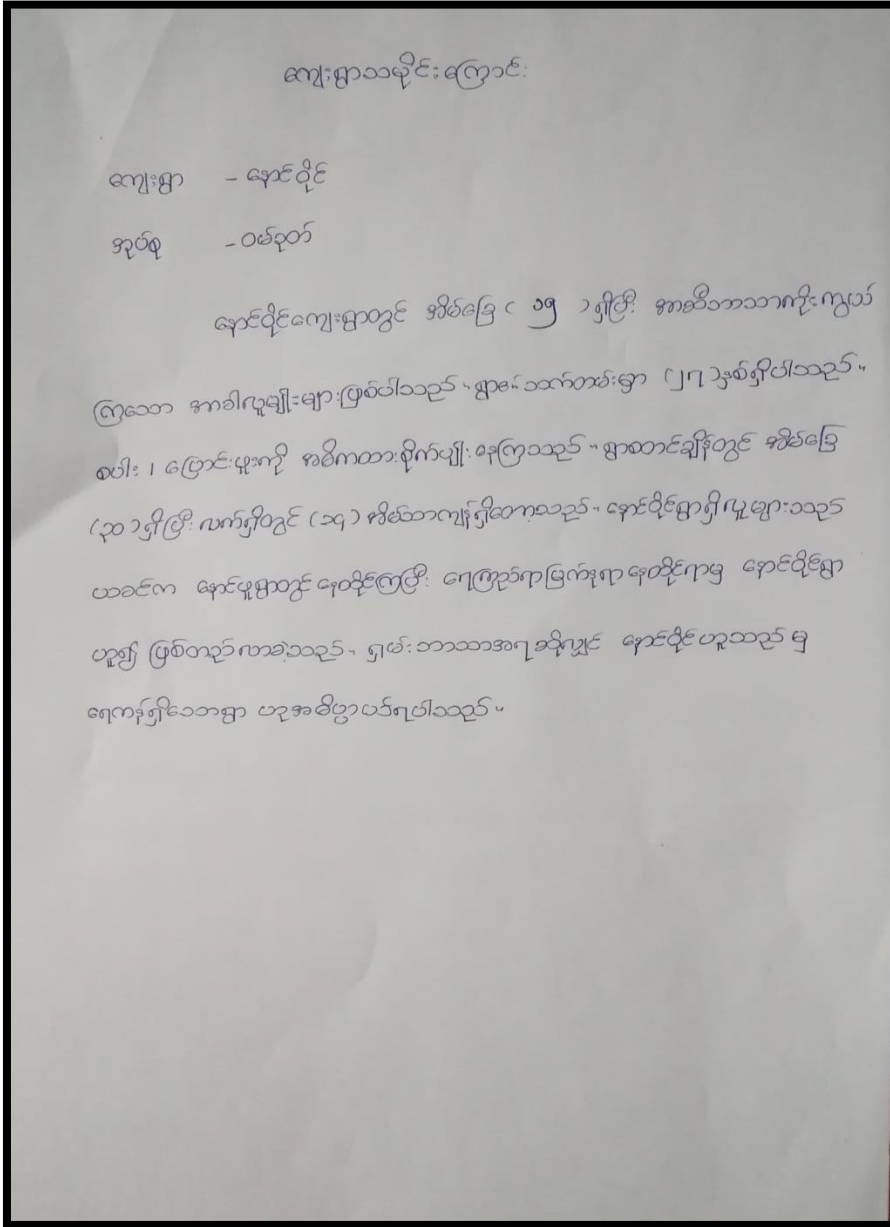 ကျေးရွာသမိုင်းကြောင်း
ကျေးရွာ - နောင်ဝိုင်
အုပ်စု - ဝမ်ဒုတ်
နောင်ဝိုင်ကျေးရွာတွင် အိမ်ခြေ ( ၁၅ ) ရှိပြီး အာဆီဘာသာကိုးကွယ်
ကြသော အာခါလူမျိုးများဖြစ်ပါသည်။ ရွာ၏သက်တမ်းမှာ (၂၇) နှစ်ရှိပါသည်။
စပါး ၊ ပြောင်းဖူးကို အဓိကထားစိုက်ပျိုးနေကြသည်။ ရွာတောင်ချိန်တွင် အိမ်ခြေ
(၃၀) ရှိပြီး လက်ရှိတွင် (၁၅) အိမ်သာကျန်ရှိတော့သည်။ နောင်ဝိုင်ရွာရှိလူများသည်
ယခင်က နောင်ဖူရွာတွင်နေထိုင်ကြပြီး ရေကြည်ရာမြက်နုရာနေထိုင်ရာမှ နောင်ဝိုင်ရွာ
ဟူ၍ ဖြစ်တည်လာခဲ့သည်။ ရှမ်းဘာသာအရဆိုလျှင် နောင်ဝိုင်ဟူသည်မှ
ရေကန်ရှိသောရွာ ဟုအဓိပ္ပာယ်ရပါသည်။